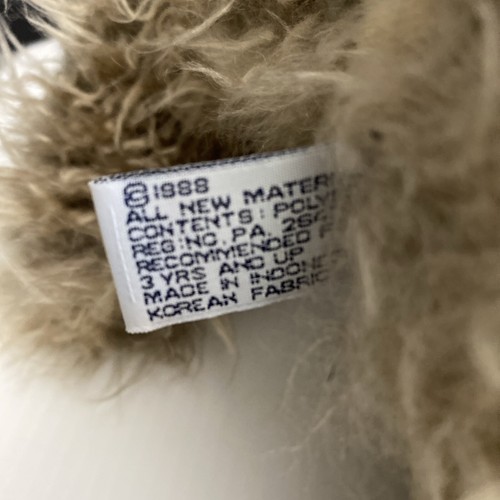 © 1988
ALL NEW MATER
CONTENTS: POLY
REG. NO. PA. 26
RECOMMENDED F
3 YRS AND UP
MADE IN INDONE
KOREAN FABRIC